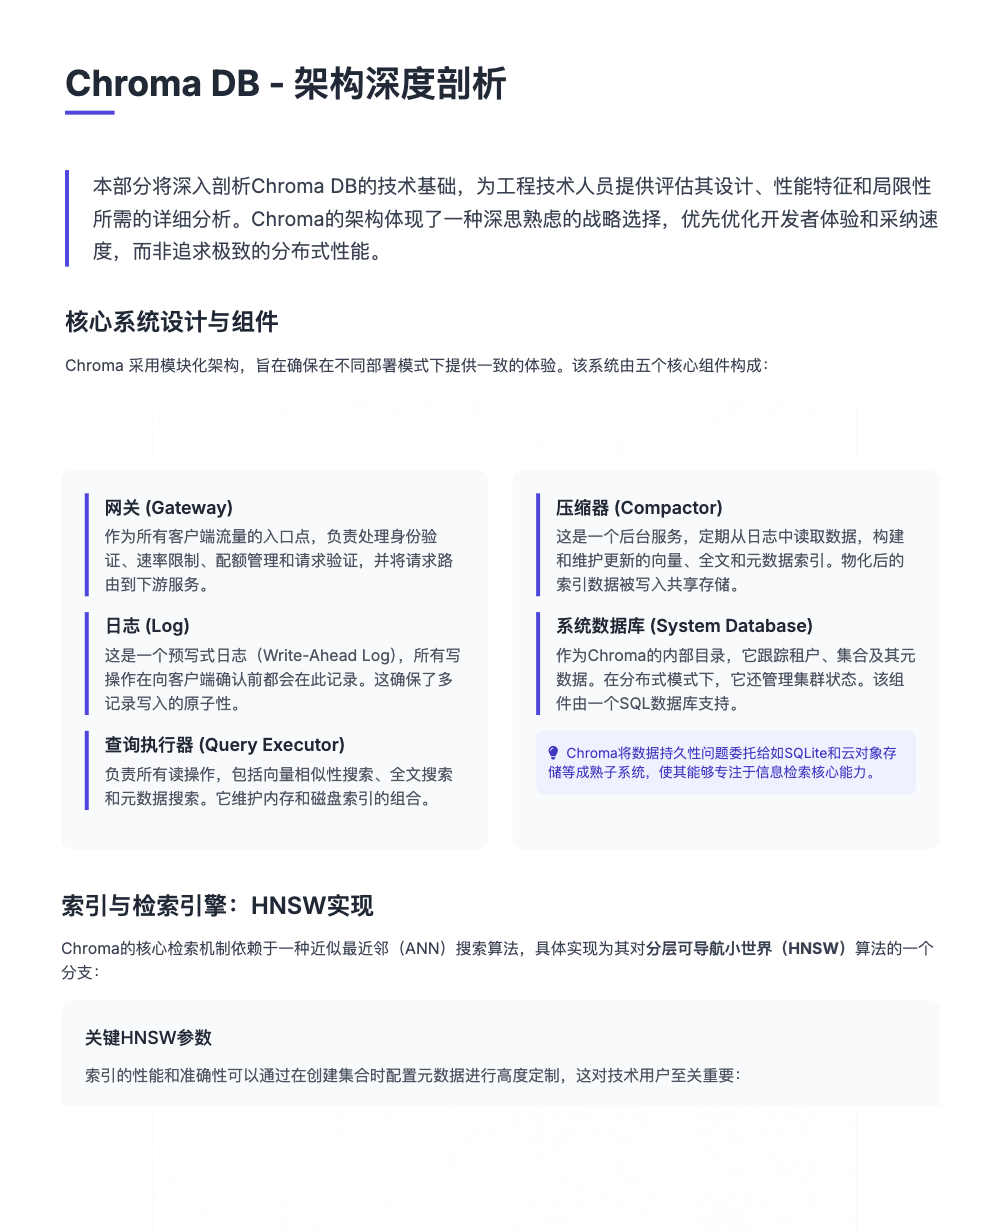 Chroma DB - 架构深度剖析
本部分将深入剖析Chroma DB的技术基础，为工程技术人员提供评估其设计、性能特征和局限性
所需的详细分析。Chroma的架构体现了一种深思熟虑的战略选择，优先优化开发者体验和采纳速
度，而非追求极致的分布式性能。
核心系统设计与组件
Chroma 采用模块化架构，旨在确保在不同部署模式下提供一致的体验。该系统由五个核心组件构成：
网关 (Gateway)
作为所有客户端流量的入口点，负责处理身份验
证、速率限制、配额管理和请求验证，并将请求路
由到下游服务。
日志 (Log)
这是一个预写式日志（Write-Ahead Log），所有写
操作在向客户端确认前都会在此记录。这确保了多
记录写入的原子性。
查询执行器 (Query Executor)
负责所有读操作，包括向量相似性搜索、全文搜索
和元数据搜索。它维护内存和磁盘索引的组合。
压缩器 (Compactor)
这是一个后台服务，定期从日志中读取数据，构建
和维护更新的向量、全文和元数据索引。物化后的
索引数据被写入共享存储。
系统数据库 (System Database)
作为Chroma的内部目录，它跟踪租户、集合及其元
数据。在分布式模式下，它还管理集群状态。该组
件由一个SQL数据库支持。
Chroma将数据持久性问题委托给如SQLite和云对象存
储等成熟子系统，使其能够专注于信息检索核心能力。
索引与检索引擎：HNSW实现
Chroma的核心检索机制依赖于一种近似最近邻（ANN）搜索算法，具体实现为其对分层可导航小世界（HNSW）算法的一个
分支：
关键HNSW参数
索引的性能和准确性可以通过在创建集合时配置元数据进行高度定制，这对技术用户至关重要：